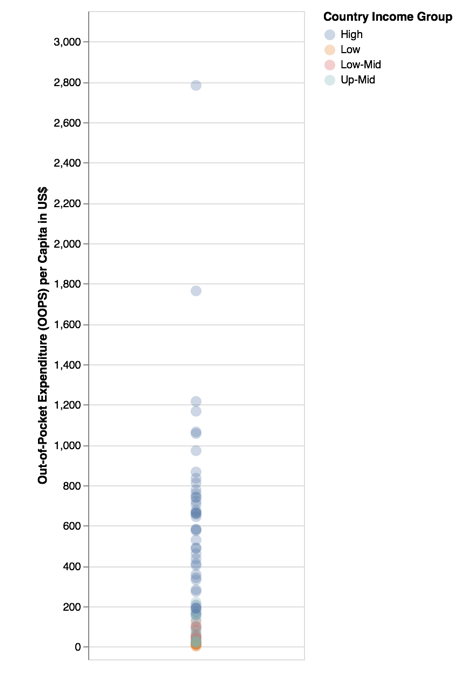 Country Income Group
High
Low
Low-Mid
Up-Mid
Out-of-Pocket Expenditure (OOPS) per Capita in US$
3,000
2,800
2,600
2,400
2,200
2,000
1,800
1,600
1,400
1,200
1,000
800
600
400
200
0